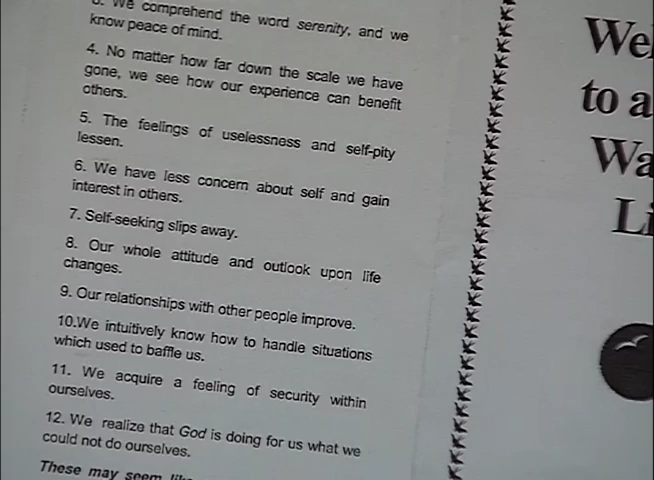 3. We comprehend the word serenity, and we
know peace of mind.
4. No matter how far down the scale we have
gone, we see how our experience can benefit
others.
5. The feelings of uselessness and self-pity
lessen.
6. We have less concern about self and gain
interest in others.
7. Self-seeking slips away.
8. Our whole attitude and outlook upon life
changes.
9. Our relationships with other people improve.
10.We intuitively know how to handle situations
which used to baffle us.
11. We acquire a feeling of security within
ourselves.
12. We realize that God is doing for us what we
could not do ourselves.
These may seem
to a